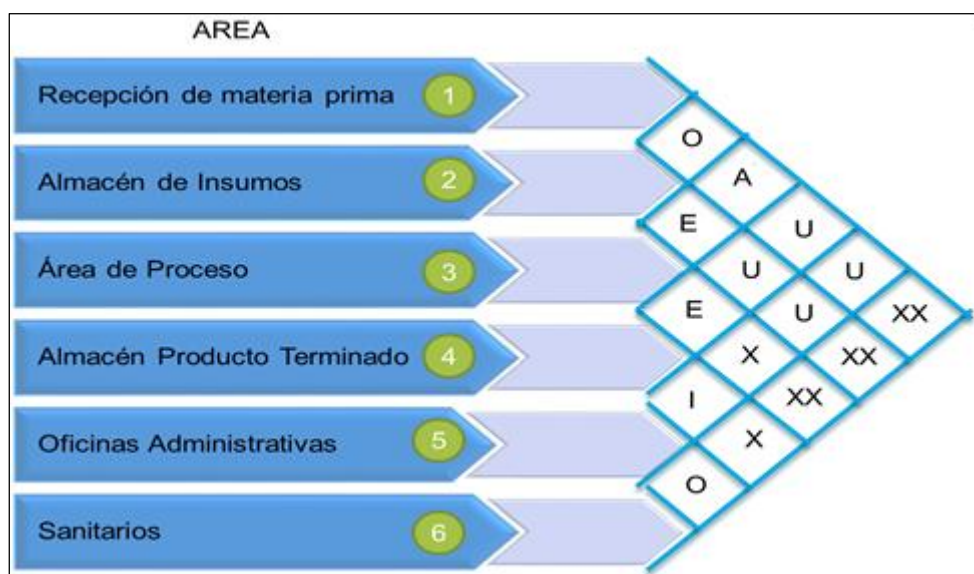 AREA
Recepción de materia prima 1
Almacén de Insumos 2
Área de Proceso 3
Almacén Producto Terminado 4
Oficinas Administrativas 5
Sanitarios 6
O
A
E U
U U
E U XX
X XX
I XX
X
O